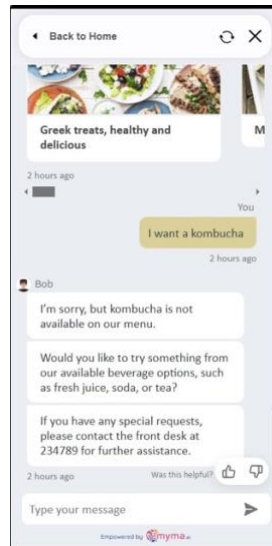 Back to Home
Greek treats, healthy and
delicious
M
2 hours ago
You
I want a kombucha
2 hours ago
Bob
I'm sorry, but kombucha is not
available on our menu.
Would you like to try something from
our available beverage options, such
as fresh juice, soda, or tea?
If you have any special requests,
please contact the front desk at
234789 for further assistance.
2 hours ago Was this helpful?
Type your message
Empowered by myma.ai